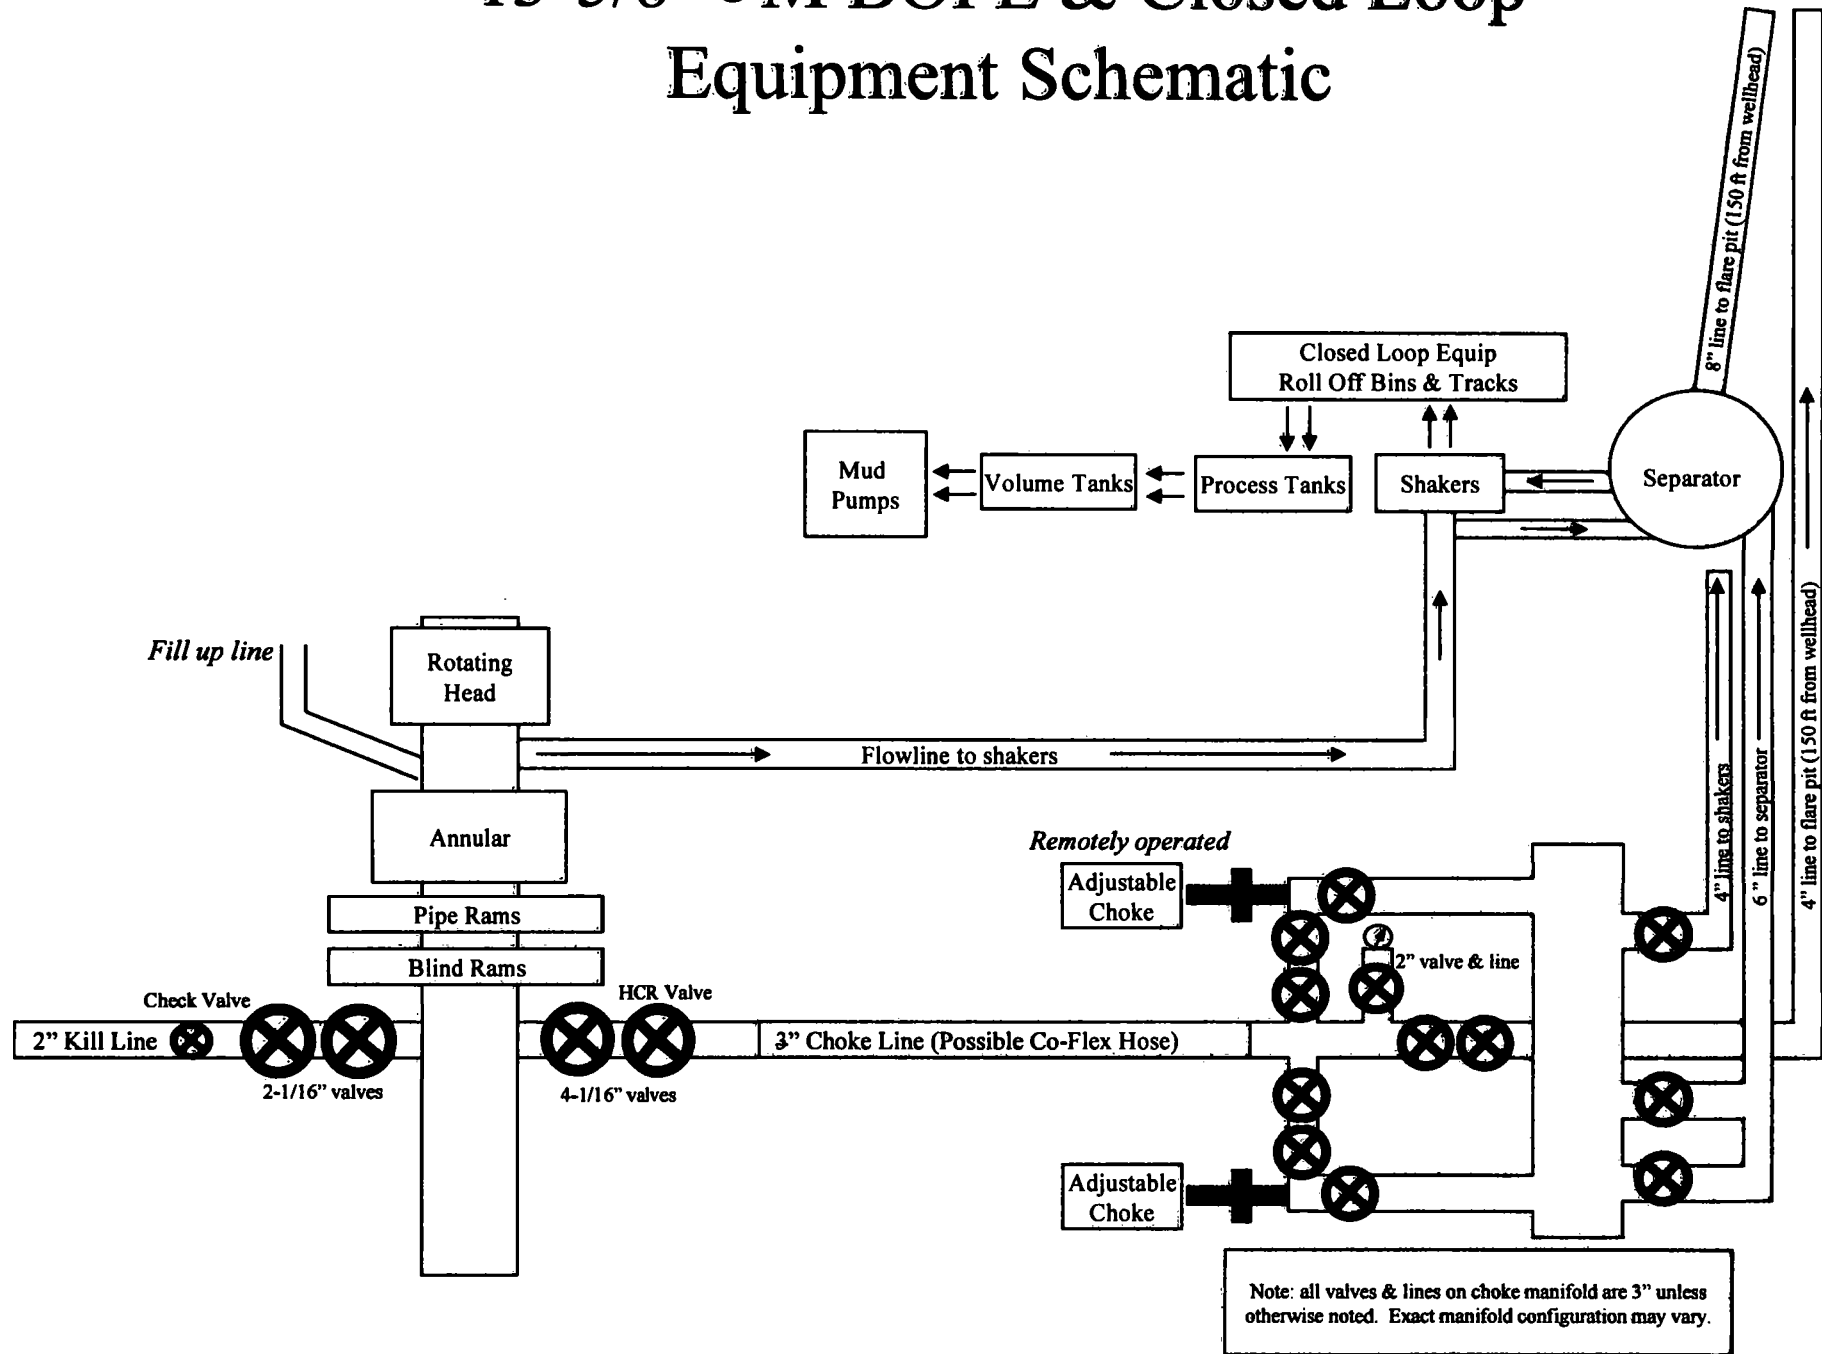 BOPE & Closed Loop
Equipment Schematic
8" line to flare pit (150 ft from wellhead)
Closed Loop Equip
Roll Off Bins & Tracks
Mud
Pumps
Volume Tanks
Process Tanks
Shakers
Separator
Fill up line
Rotating
Head
Flowline to shakers
Annular
Pipe Rams
Blind Rams
Check Valve
HCR Valve
2" Kill Line
3" Choke Line (Possible Co-Flex Hose)
2-1/16" valves
4-1/16" valves
Remotely operated
Adjustable
Choke
2" valve & line
Adjustable
Choke
4" line to shakers
6" line to separator
4' line to flare pit (150 ft from wellhead)
Note: all valves & lines on choke manifold are 3" unless
otherwise noted. Exact manifold configuration may vary.